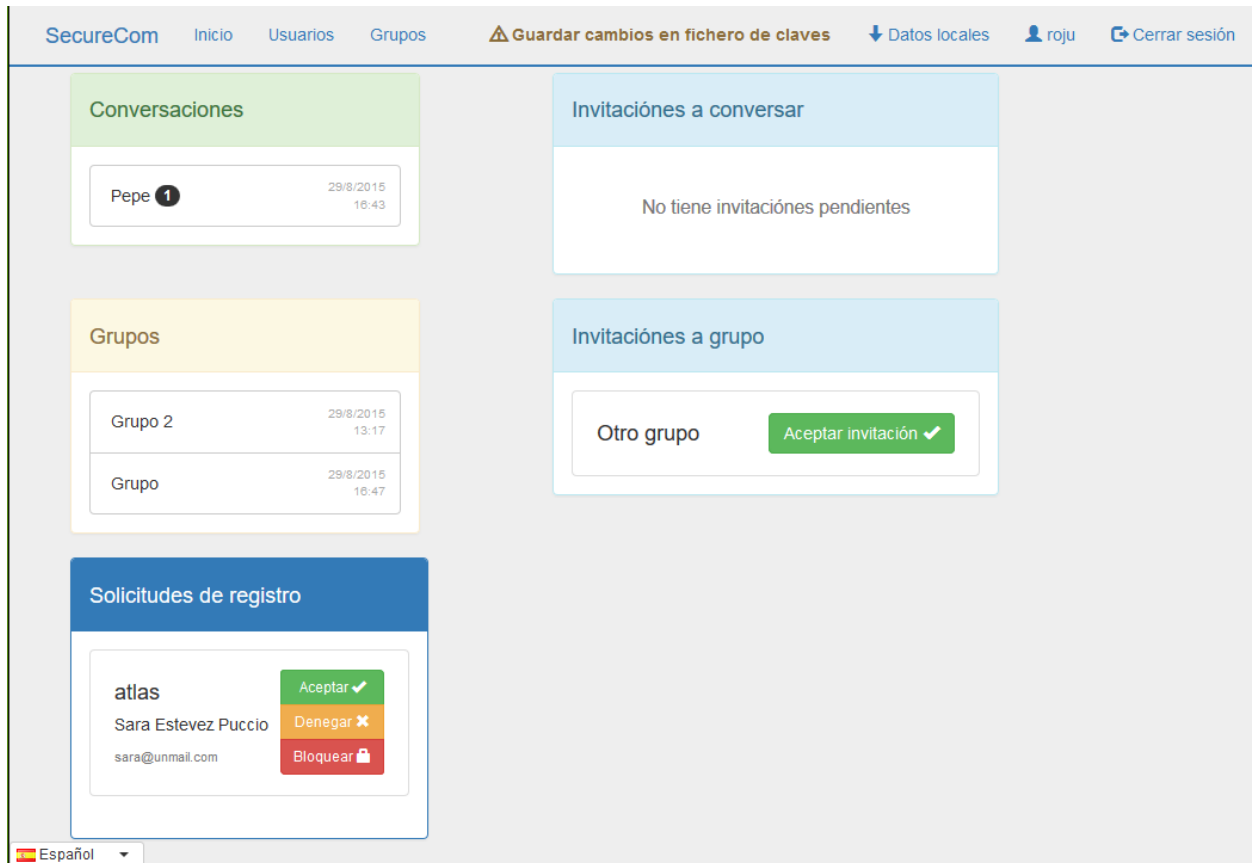 SecureCom Inicio Usuarios Grupos Guardar cambios en fichero de claves Datos locales roju Cerrar sesión
Conversaciones
Pepe 1 29/8/2015
16:43
Invitaciónes a conversar
No tiene invitaciónes pendientes
Grupos
Grupo 2 29/8/2015
13:17
Grupo 29/8/2015
16:47
Invitaciónes a grupo
Otro grupo Aceptar invitación
Solicitudes de registro
atlas Aceptar
Sara Estevez Puccio Denegar
sara@unmail.com Bloquear
Español